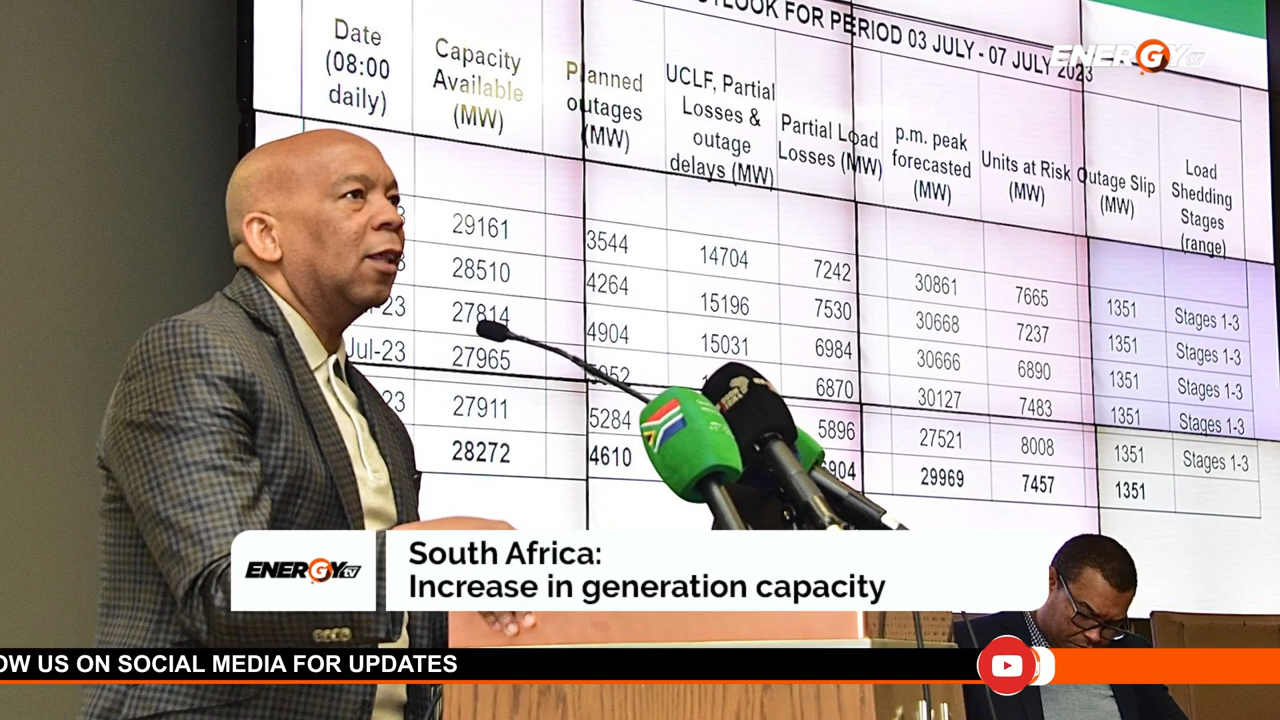 OUTLOOK FOR PERIOD 03 JULY - 07 JULY 2023
ENERGY TV
Date
(08:00
daily)
Capacity
Available
(MW)
Planned
outages
(MW)
UCLF, Partial
Losses &
outage
delays (MW)
Partial Load
Losses (MW)
p.m. peak
forecasted
(MW)
Units at Risk
(MW)
Outage Slip
(MW)
Load
Shedding
Stages
(range)
29161 3544 14704 7242 30861 7665 1351 Stages 1-3
28510 4264 15196 7530 30668 7237 1351 Stages 1-3
-23 27814 4904 15031 6984 30666 6890 1351 Stages 1-3
Jul-23 27965 6870 30127 7483 1351 Stages 1-3
23 27911 5284 5896 27521 8008 1351 Stages 1-3
28272 4610 6904 29969 7457 1351
ENERGY TV
South Africa:
Increase in generation capacity
OW US ON SOCIAL MEDIA FOR UPDATES